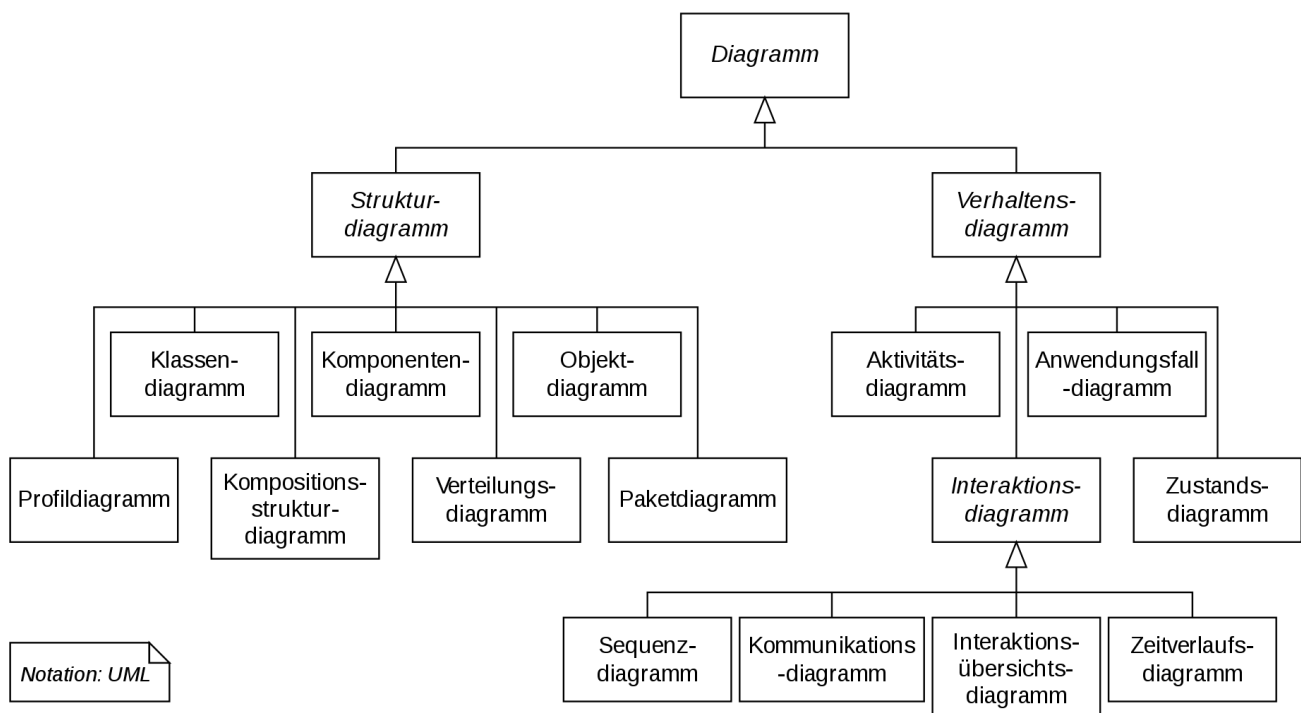 Diagramm
Struktur-
diagramm
Verhaltens-
diagramm
Klassen-
diagramm
Komponenten-
diagramm
Objekt-
diagramm
Aktivitäts-
diagramm
Anwendungsfall
-diagramm
Profildiagramm
Kompositions-
struktur-
diagramm
Verteilungs-
diagramm
Paketdiagramm
Interaktions-
diagramm
Zustands-
diagramm
Sequenz-
diagramm
Kommunikations
-diagramm
Interaktions-
übersichts-
diagramm
Zeitverlaufs-
diagramm
Notation: UML